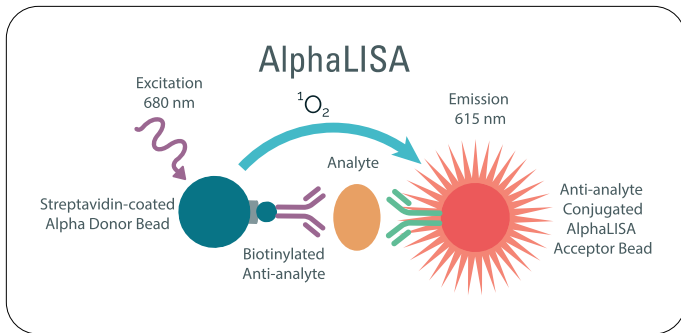 AlphaLISA
Excitation
680 nm
¹O₂
Emission
615 nm
Analyte
Streptavidin-coated
Alpha Donor Bead
Biotinylated
Anti-analyte
Anti-analyte
Conjugated
AlphaLISA
Acceptor Bead